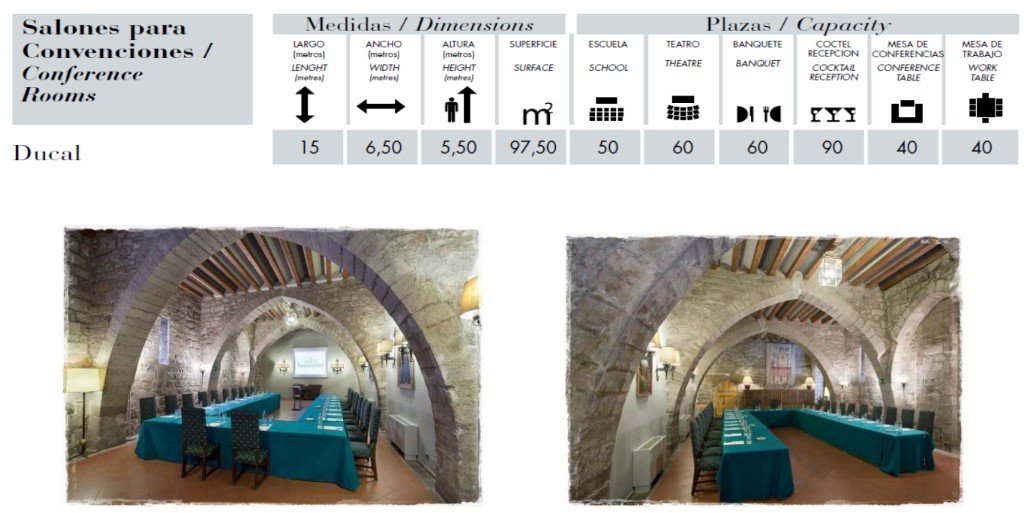 Salones para
Convenciones /
Conference
Rooms
Medidas / Dimensions
Plazas / Capacity
LARGO
(metros)
LENGHT
(metres)
ANCHO
(metros)
WIDTH
(metres)
ALTURA
(metros)
HEIGHT
(metres)
SUPERFICIE
SURFACE
m2
ESCUELA
SCHOOL
TEATRO
THEATRE
BANQUETE
BANQUET
COCTEL
RECEPCION
COCKTAIL
RECEPTION
MESA DE
CONFERENCIAS
CONFERENCE
TABLE
MESA DE
TRABAJO
WORK
TABLE
Ducal
15
6,50
5,50
97,50
50
60
60
90
40
40